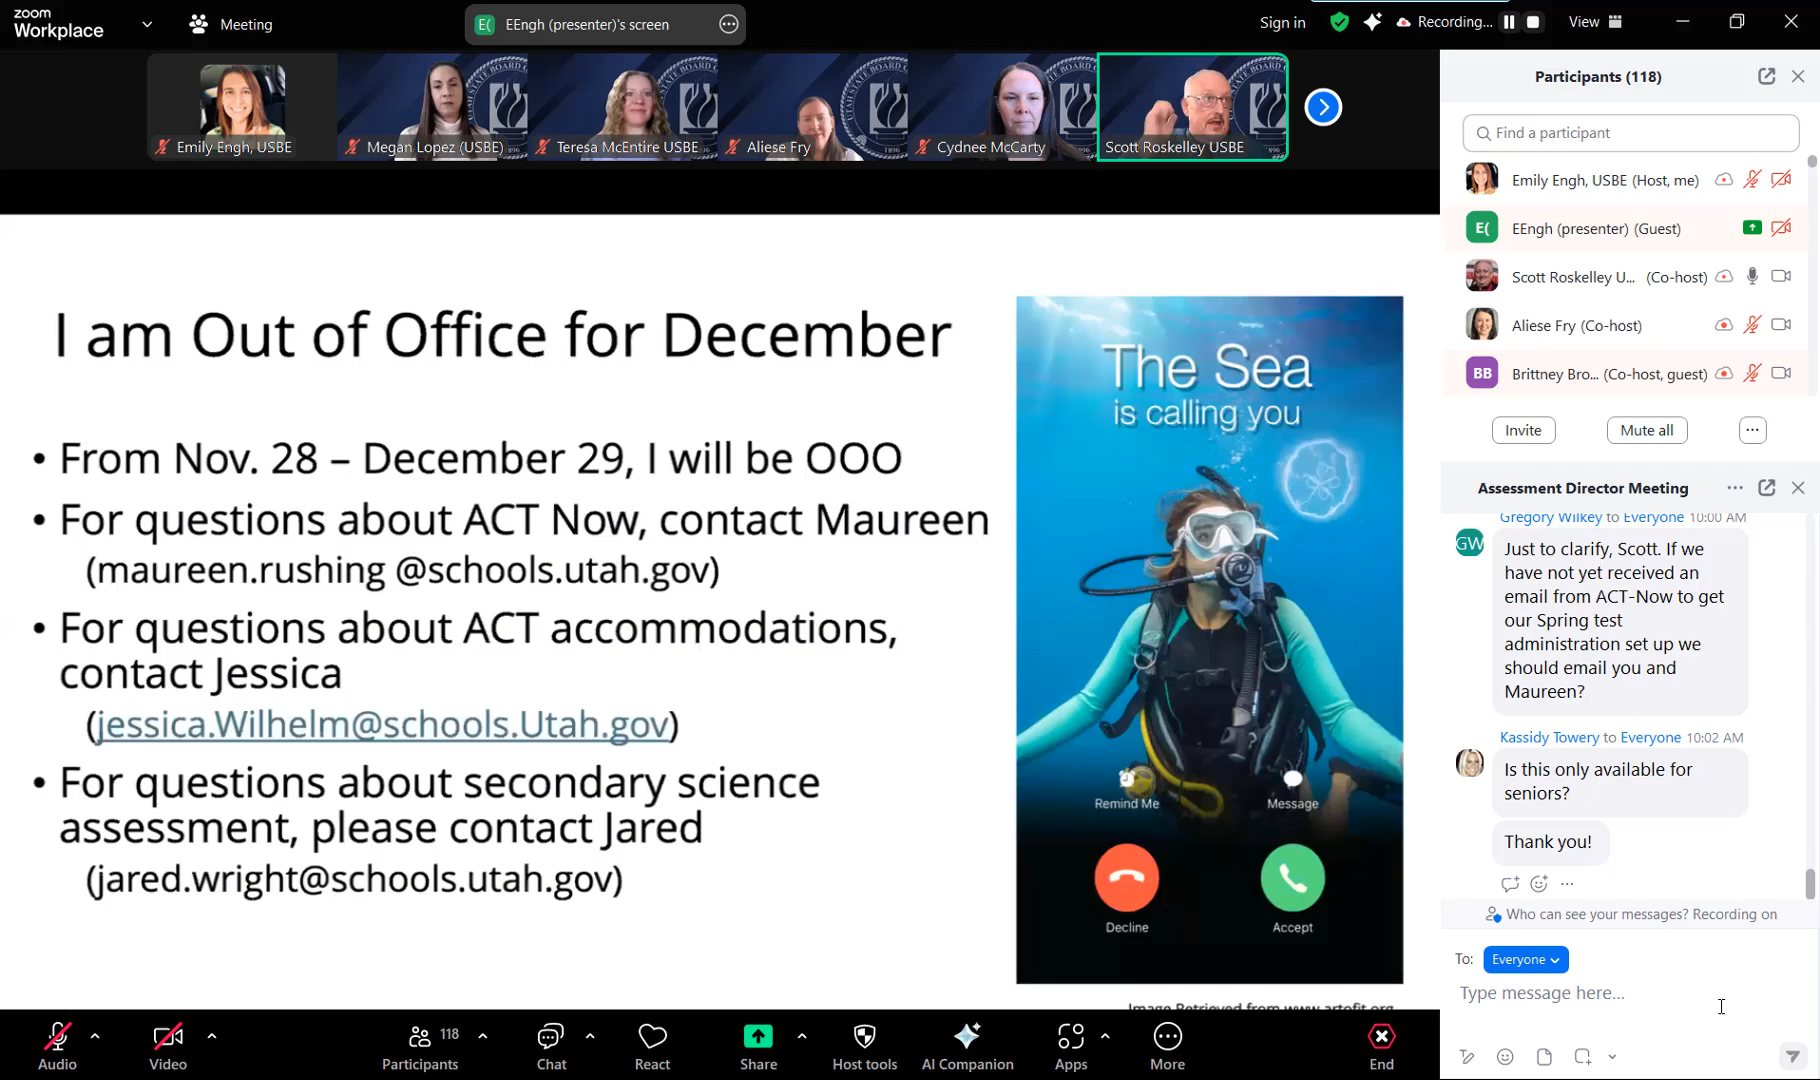 zoom
Workplace
Meeting
E( EEngh (presenter)'s screen
Sign in
Recording...
View
Emily Engh, USBE
Megan Lopez (USBE)
Teresa McEntire USBE
Aliese Fry
Cydnee McCarty
Scott Roskelley USBE
I am Out of Office for December
• From Nov. 28 – December 29, I will be OOO
• For questions about ACT Now, contact Maureen
(maureen.rushing @schools.utah.gov)
• For questions about ACT accommodations,
contact Jessica
(jessica.Wilhelm@schools.Utah.gov)
• For questions about secondary science
assessment, please contact Jared
(jared.wright@schools.utah.gov)
The Sea
is calling you
Remind Me
Message
Decline
Accept
Image Retrieved from www.artofit.org
Participants (118)
Find a participant
Emily Engh, USBE (Host, me)
E( EEngh (presenter) (Guest)
Scott Roskelley U... (Co-host)
Aliese Fry (Co-host)
BB Brittney Bro... (Co-host, guest)
Invite
Mute all
...
Assessment Director Meeting
Gregory Wilkey to Everyone 10:00 AM
GW
Just to clarify, Scott. If we
have not yet received an
email from ACT-Now to get
our Spring test
administration set up we
should email you and
Maureen?
Kassidy Towery to Everyone 10:02 AM
Is this only available for
seniors?
Thank you!
Who can see your messages? Recording on
To: Everyone
Type message here...
Audio
Video
118
Participants
Chat
React
Share
Host tools
AI Companion
Apps
More
End